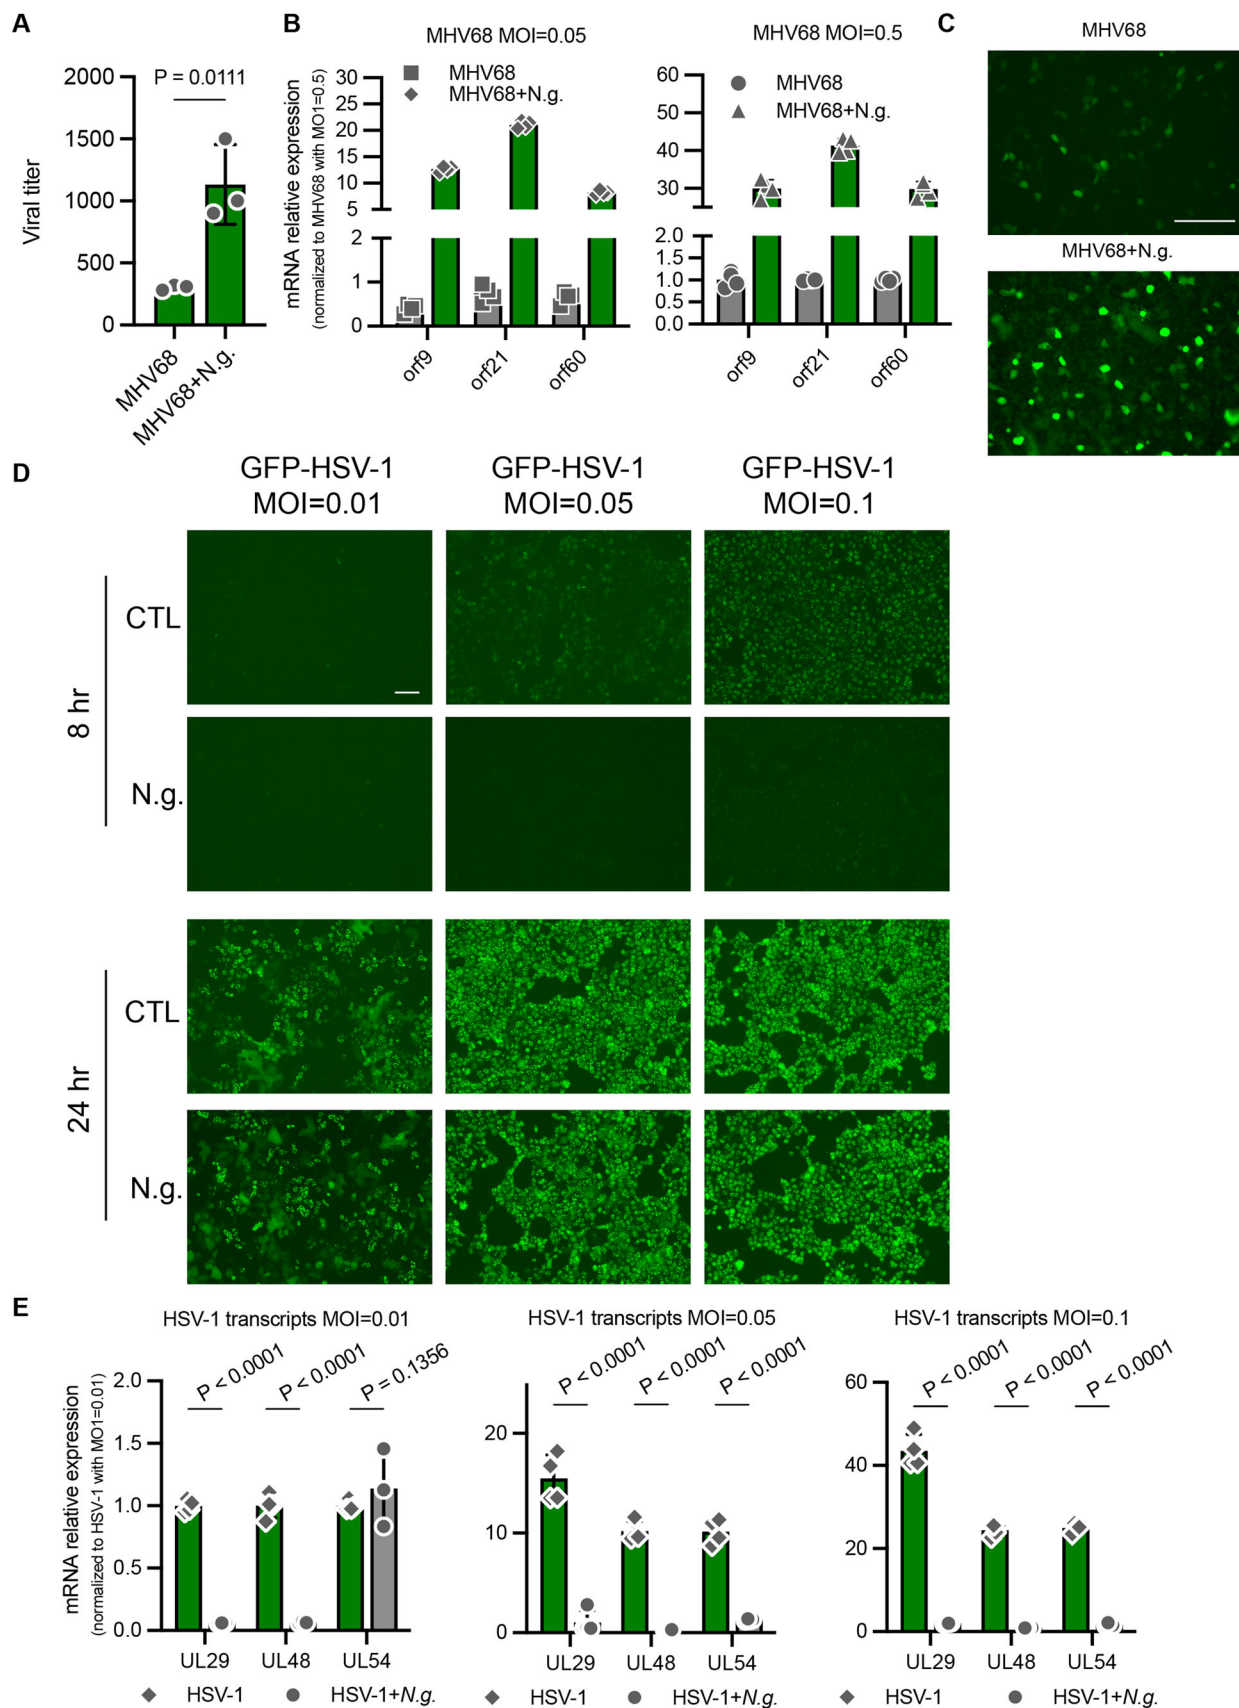 A
P = 0.0111
Viral titer
2000
1500
1000
500
0
MHV68
MHV68+N.g.
B
MHV68 MOI=0.05
mRNA relative expression
(normalized to MHV68 with MO1=0.5)
30
25
20
15
10
5
2
1
0
MHV68
MHV68+N.g.
orf9
orf21
orf60
MHV68 MOI=0.5
60
50
40
30
2.0
1.5
1.0
0.5
0.0
MHV68
MHV68+N.g.
orf9
orf21
orf60
C
MHV68
MHV68+N.g.
D
GFP-HSV-1
MOI=0.01
GFP-HSV-1
MOI=0.05
GFP-HSV-1
MOI=0.1
8 hr
CTL
N.g.
24 hr
CTL
N.g.
E
HSV-1 transcripts MOI=0.01
mRNA relative expression
(normalized to HSV-1 with MO1=0.01)
P < 0.0001
P < 0.0001
P = 0.1356
2.0
1.5
1.0
0.5
0.0
UL29
UL48
UL54
HSV-1
HSV-1+N.g.
HSV-1 transcripts MOI=0.05
P < 0.0001
P < 0.0001
P < 0.0001
20
10
0
UL29
UL48
UL54
HSV-1
HSV-1+N.g.
HSV-1 transcripts MOI=0.1
P < 0.0001
P < 0.0001
P < 0.0001
60
40
20
0
UL29
UL48
UL54
HSV-1
HSV-1+N.g.